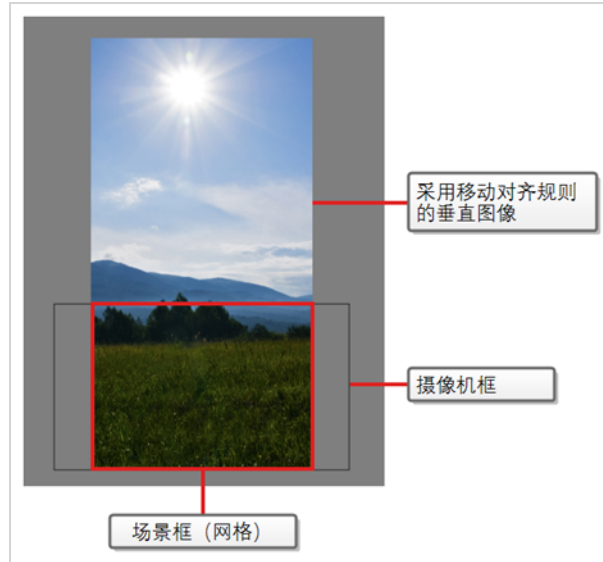 采用移动对齐规则
的垂直图像
摄像机框
场景框（网格）